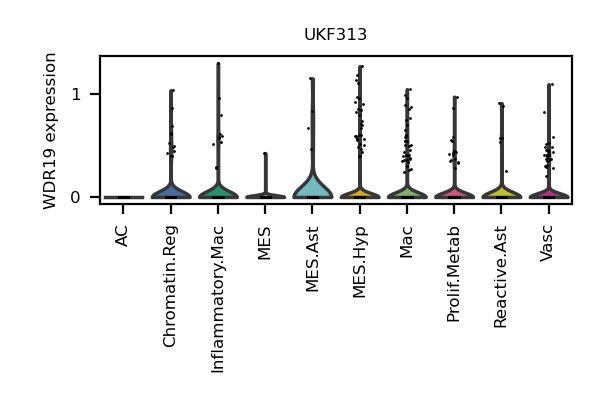 UKF313
WDR19 expression
1
0
AC
Chromatin.Reg
Inflammatory.Mac
MES
MES.Ast
MES.Hyp
Mac
Prolif.Metab
Reactive.Ast
Vasc